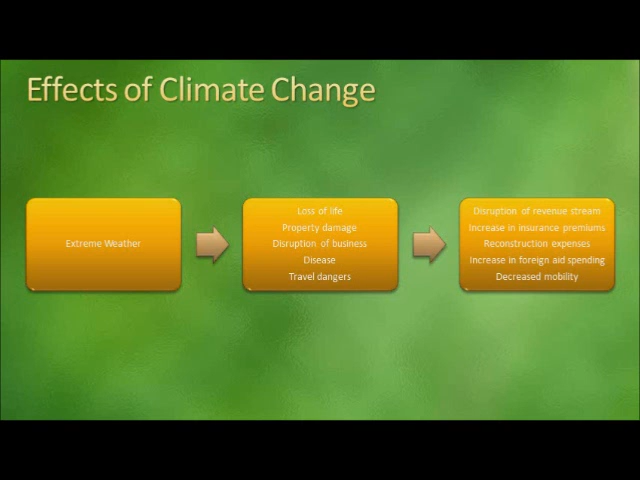 Effects of Climate Change
Extreme Weather
Loss of life
Property damage
Disruption of business
Disease
Travel dangers
Disruption of revenue stream
Increase in insurance premiums
Reconstruction expenses
Increase in foreign aid spending
Decreased mobility